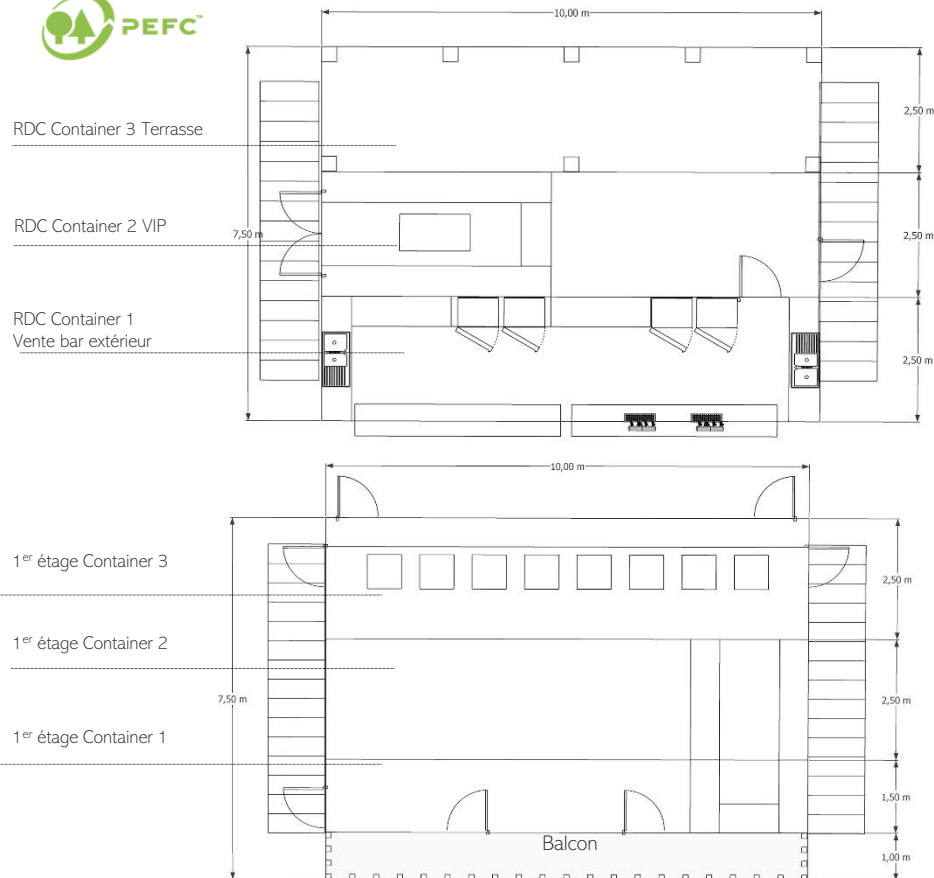 PEFC™
10,00 m
RDC Container 3 Terrasse
2,50 m
RDC Container 2 VIP
7,50 m
2,50 m
RDC Container 1
Vente bar extérieur
2,50 m
10,00 m
1er étage Container 3
2,50 m
1er étage Container 2
7,50 m
2,50 m
1er étage Container 1
1,50 m
Balcon
1,00 m